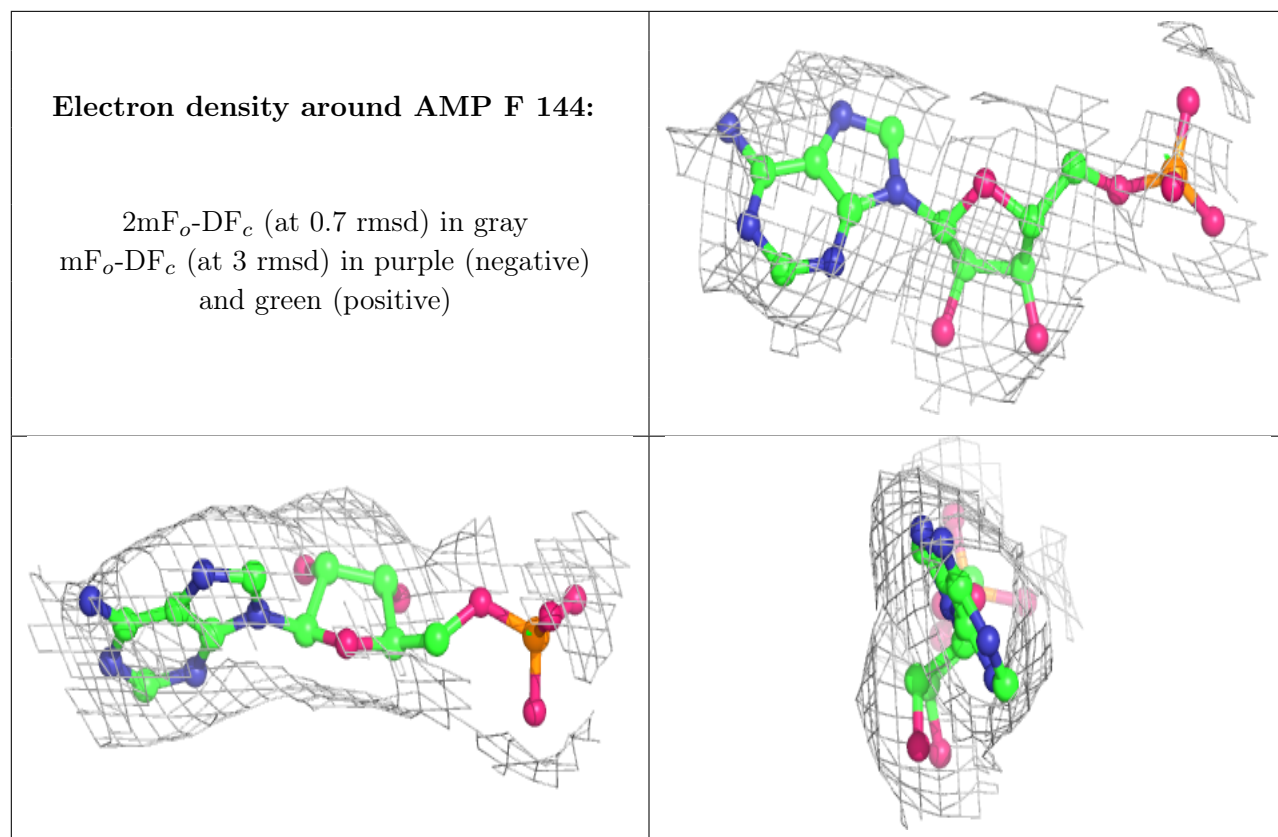 Electron density around AMP F 144:
2mFₒ-DF𝒸 (at 0.7 rmsd) in gray
mFₒ-DF𝒸 (at 3 rmsd) in purple (negative)
and green (positive)